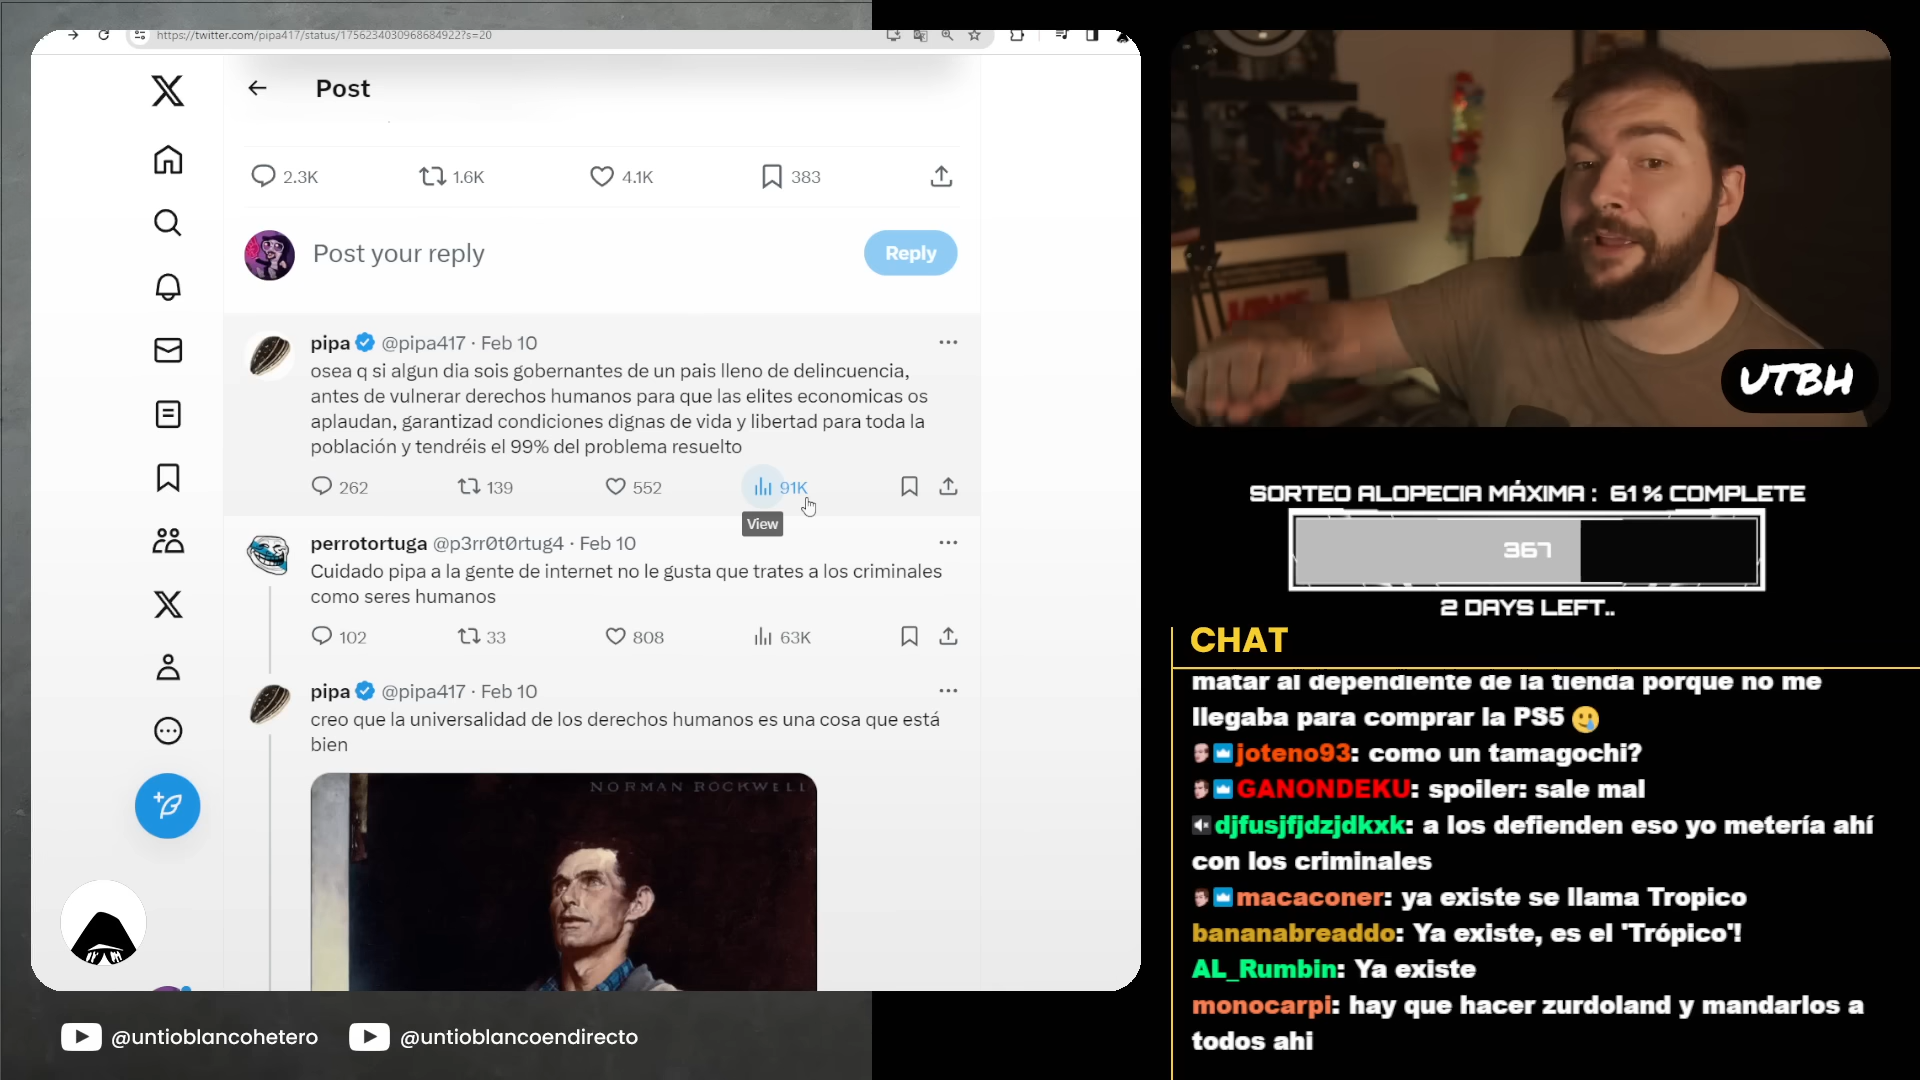 https://twitter.com/pipa417/status/1756234030968684922?s=20
Post
2.3K 1.6K 4.1K 383
Post your reply
Reply
pipa @pipa417 · Feb 10
osea q si algun dia sois gobernantes de un pais lleno de delincuencia,
antes de vulnerar derechos humanos para que las elites economicas os
aplaudan, garantizad condiciones dignas de vida y libertad para toda la
población y tendréis el 99% del problema resuelto
262 139 552 91K
View
perrotortuga @p3rr0t0rtug4 · Feb 10
Cuidado pipa a la gente de internet no le gusta que trates a los criminales
como seres humanos
102 33 808 63K
pipa @pipa417 · Feb 10
creo que la universalidad de los derechos humanos es una cosa que está
bien
NORMAN ROCKWELL
@untioblancohetero @untioblancoendirecto
UTBH
SORTEO ALOPECIA MÁXIMA : 61% COMPLETE
367
2 DAYS LEFT..
CHAT
matar al dependiente de la tienda porque no me
llegaba para comprar la PS5
joteno93: como un tamagochi?
GANONDEKU: spoiler: sale mal
djfusjfjdzjdkxk: a los defienden eso yo metería ahí
con los criminales
macaconer: ya existe se llama Tropico
bananabreaddo: Ya existe, es el 'Trópico'!
AL_Rumbin: Ya existe
monocarpi: hay que hacer zurdoland y mandarlos a
todos ahi